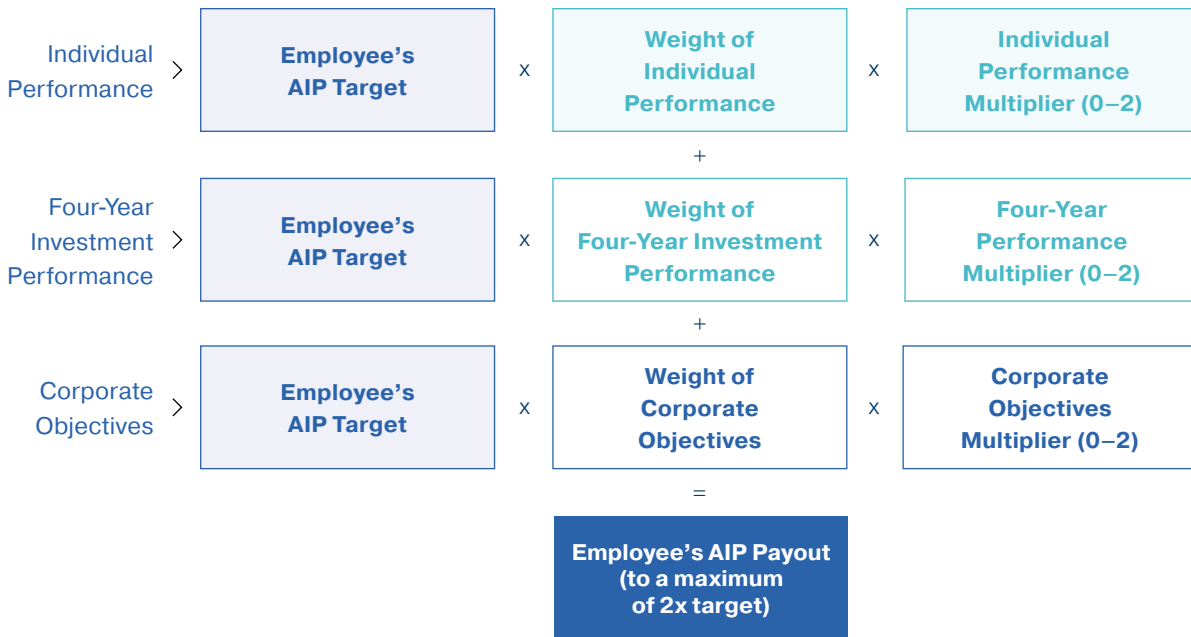 Individual
Performance
>
Employee's
AIP Target
x
Weight of
Individual
Performance
x
Individual
Performance
Multiplier (0–2)
+
Four-Year
Investment
Performance
>
Employee's
AIP Target
x
Weight of
Four-Year Investment
Performance
x
Four-Year
Performance
Multiplier (0–2)
+
Corporate
Objectives
>
Employee's
AIP Target
x
Weight of
Corporate
Objectives
x
Corporate
Objectives
Multiplier (0–2)
=
Employee's AIP Payout
(to a maximum
of 2x target)